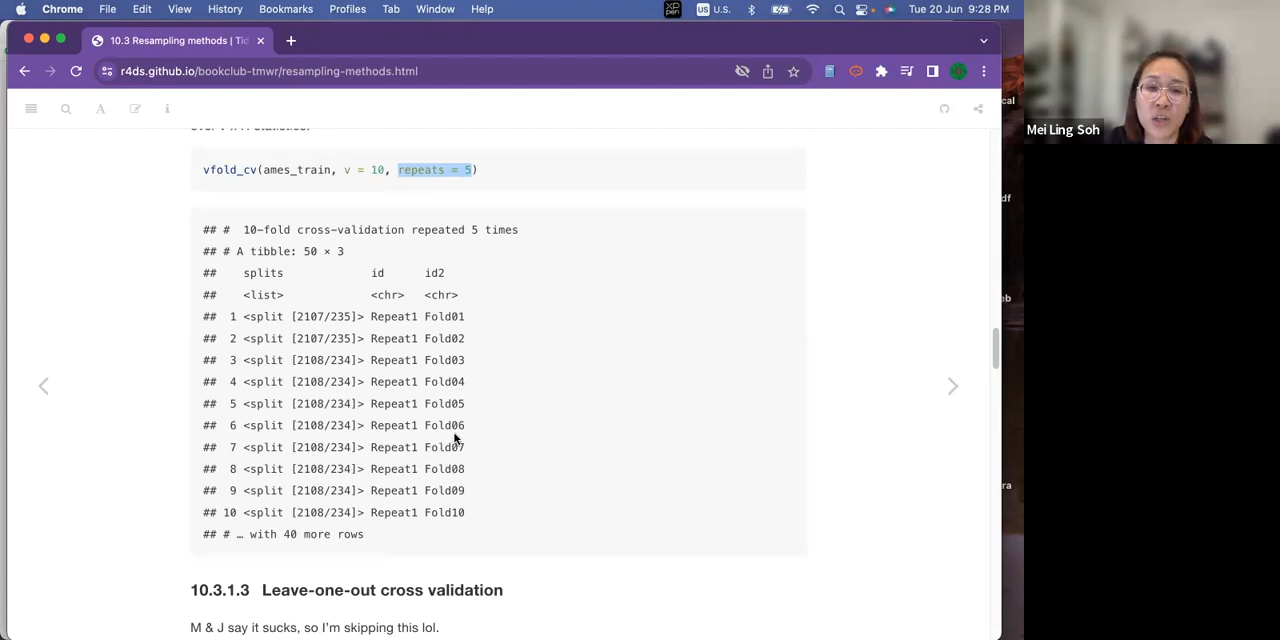 Chrome File Edit View History Bookmarks Profiles Tab Window Help XP PEN US U.S. Tue 20 Jun 9:28 PM
10.3 Resampling methods | Tid
r4ds.github.io/bookclub-tmwr/resampling-methods.html
vfold_cv(ames_train, v = 10, repeats = 5)
## #  10-fold cross-validation repeated 5 times
## # A tibble: 50 × 3
##    splits             id      id2
##    <list>             <chr>   <chr>
##  1 <split [2107/235]> Repeat1 Fold01
##  2 <split [2107/235]> Repeat1 Fold02
##  3 <split [2108/234]> Repeat1 Fold03
##  4 <split [2108/234]> Repeat1 Fold04
##  5 <split [2108/234]> Repeat1 Fold05
##  6 <split [2108/234]> Repeat1 Fold06
##  7 <split [2108/234]> Repeat1 Fold07
##  8 <split [2108/234]> Repeat1 Fold08
##  9 <split [2108/234]> Repeat1 Fold09
## 10 <split [2108/234]> Repeat1 Fold10
## # … with 40 more rows
10.3.1.3 Leave-one-out cross validation
M & J say it sucks, so I'm skipping this lol.
Mei Ling Soh
cal
df
eb
ra